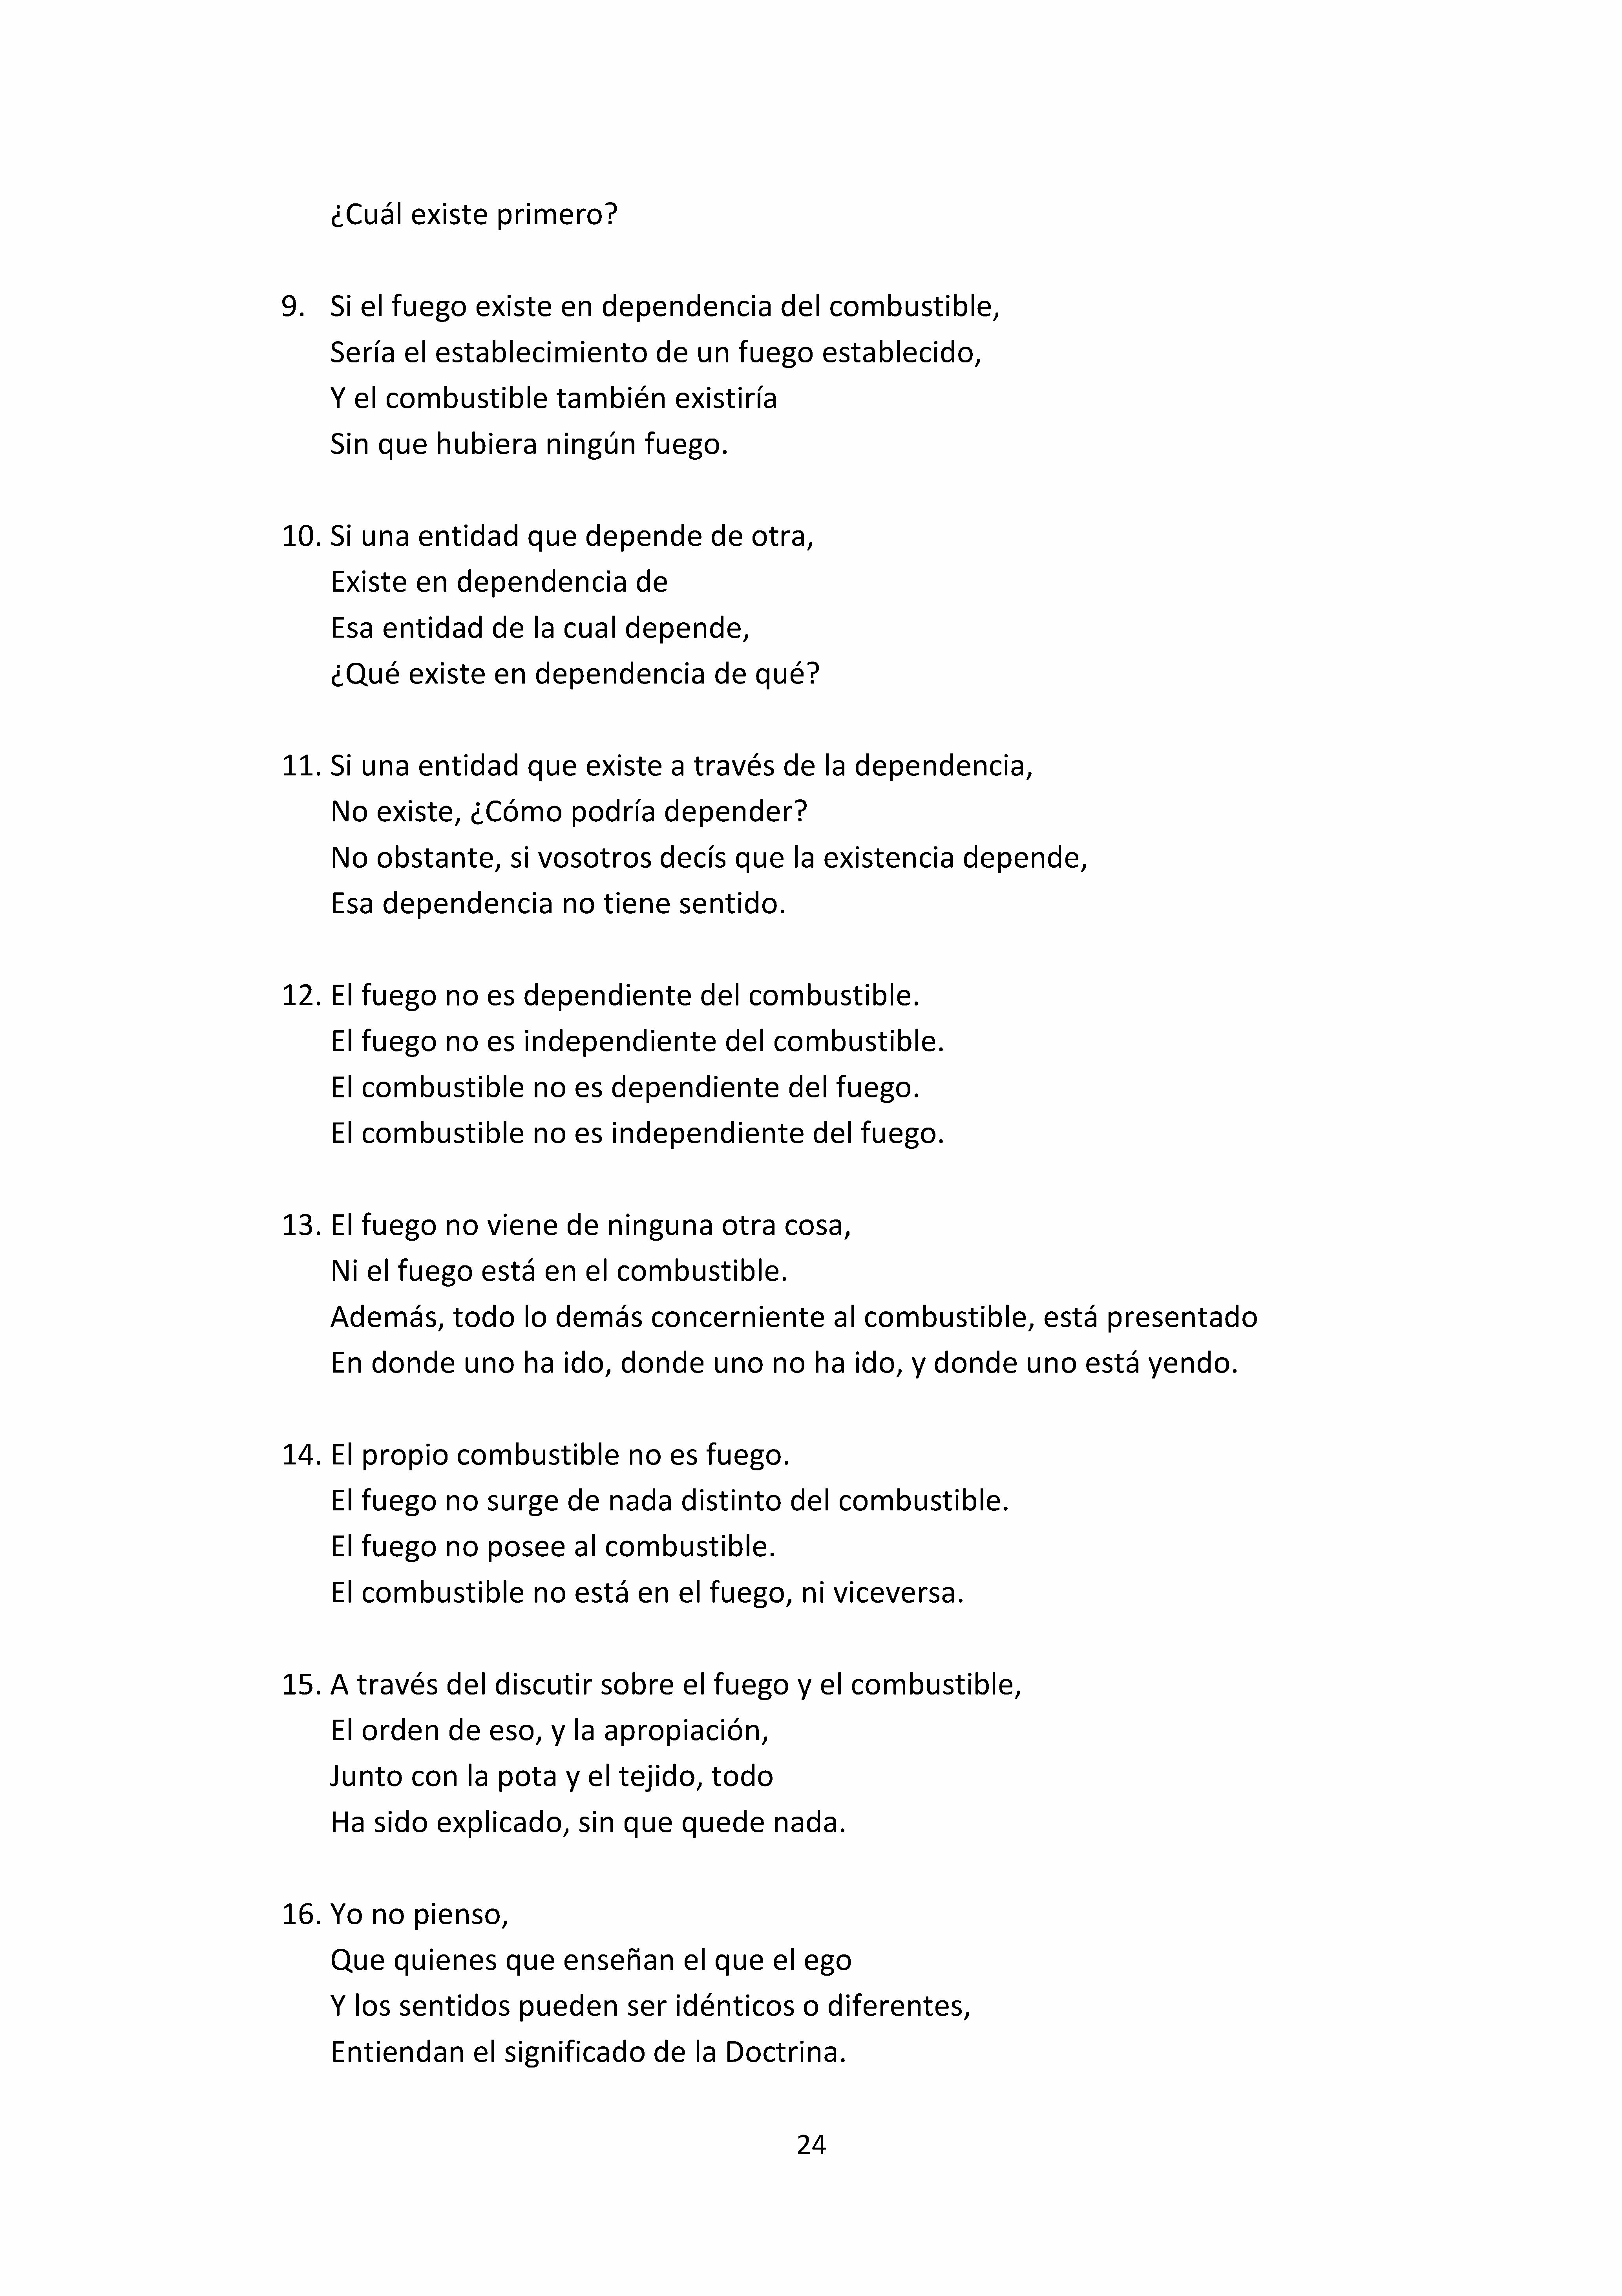 ¿Cuál existe primero?
9. Si el fuego existe en dependencia del combustible,
Sería el establecimiento de un fuego establecido,
Y el combustible también existiría
Sin que hubiera ningún fuego.
10. Si una entidad que depende de otra,
Existe en dependencia de
Esa entidad de la cual depende,
¿Qué existe en dependencia de qué?
11. Si una entidad que existe a través de la dependencia,
No existe, ¿Cómo podría depender?
No obstante, si vosotros decís que la existencia depende,
Esa dependencia no tiene sentido.
12. El fuego no es dependiente del combustible.
El fuego no es independiente del combustible.
El combustible no es dependiente del fuego.
El combustible no es independiente del fuego.
13. El fuego no viene de ninguna otra cosa,
Ni el fuego está en el combustible.
Además, todo lo demás concerniente al combustible, está presentado
En donde uno ha ido, donde uno no ha ido, y donde uno está yendo.
14. El propio combustible no es fuego.
El fuego no surge de nada distinto del combustible.
El fuego no posee al combustible.
El combustible no está en el fuego, ni viceversa.
15. A través del discutir sobre el fuego y el combustible,
El orden de eso, y la apropiación,
Junto con la pota y el tejido, todo
Ha sido explicado, sin que quede nada.
16. Yo no pienso,
Que quienes que enseñan el que el ego
Y los sentidos pueden ser idénticos o diferentes,
Entiendan el significado de la Doctrina.
24